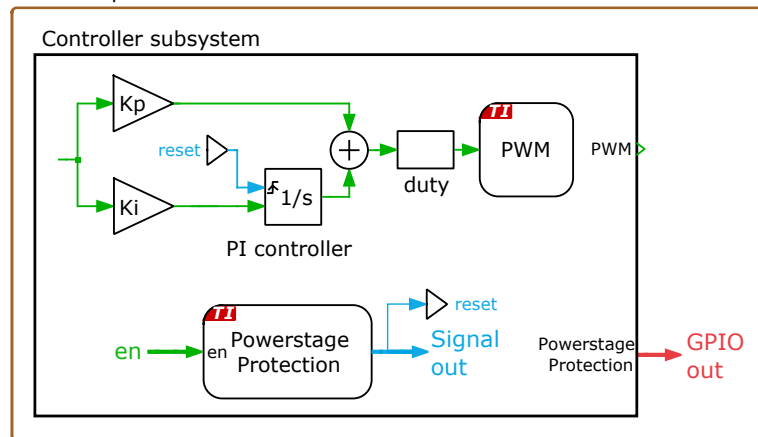 Controller subsystem
Kp
TI
reset
PWM
PWM
1/s
duty
Ki
PI controller
TI
reset
en
en
Powerstage
Protection
Signal
out
Powerstage
Protection
GPIO
out